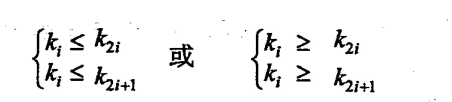 {k_i ≤ k_{2i} 或 {k_i ≥ k_{2i}
{k_i ≤ k_{2i+1} {k_i ≥ k_{2i+1}